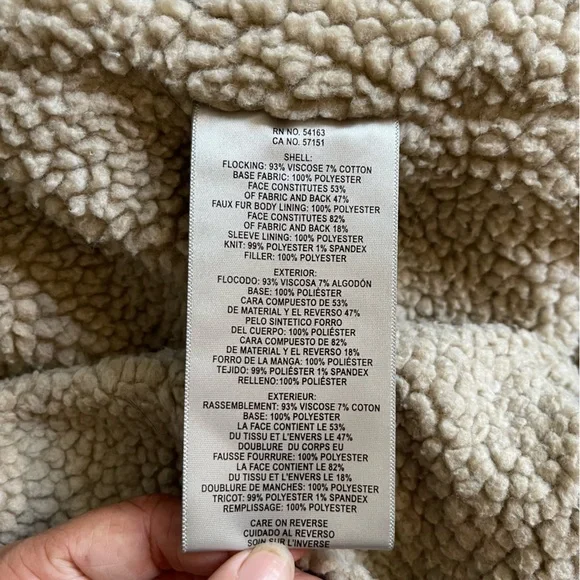 RN NO. 54163
CA NO. 57151
SHELL:
FLOCKING: 93% VISCOSE 7% COTTON
BASE FABRIC: 100% POLYESTER
FACE CONSTITUTES 53%
OF FABRIC AND BACK 47%
FAUX FUR BODY LINING: 100% POLYESTER
FACE CONSTITUTES 82%
OF FABRIC AND BACK 18%
SLEEVE LINING: 100% POLYESTER
KNIT: 99% POLYESTER 1% SPANDEX
FILLER: 100% POLYESTER
EXTERIOR:
FLOCODO: 93% VISCOSA 7% ALGODÓN
BASE: 100% POLIÉSTER
CARA COMPUESTO DE 53%
DE MATERIAL Y EL REVERSO 47%
PELO SINTETICO FORRO
DEL CUERPO: 100% POLIÉSTER
CARA COMPUESTO DE 82%
DE MATERIAL Y EL REVERSO 18%
FORRO DE LA MANGA: 100% POLIÉSTER
TEJIDO: 99% POLIÉSTER 1% SPANDEX
RELLENO:100% POLIÉSTER
EXTERIEUR:
RASSEMBLEMENT: 93% VISCOSE 7% COTON
BASE: 100% POLYESTER
LA FACE CONTIENT LE 53%
DU TISSU ET L'ENVERS LE 47%
DOUBLURE DU CORPS EU
FAUSSE FOURRURE: 100% POLYESTER
LA FACE CONTIENT LE 82%
DU TISSU ET L'ENVERS LE 18%
DOUBLURE DE MANCHES: 100% POLYESTER
TRICOT: 99% POLYESTER 1% SPANDEX
REMPLISSAGE: 100% POLYESTER
CARE ON REVERSE
CUIDADO AL REVERSO
SOIN SUR L'INVERSE